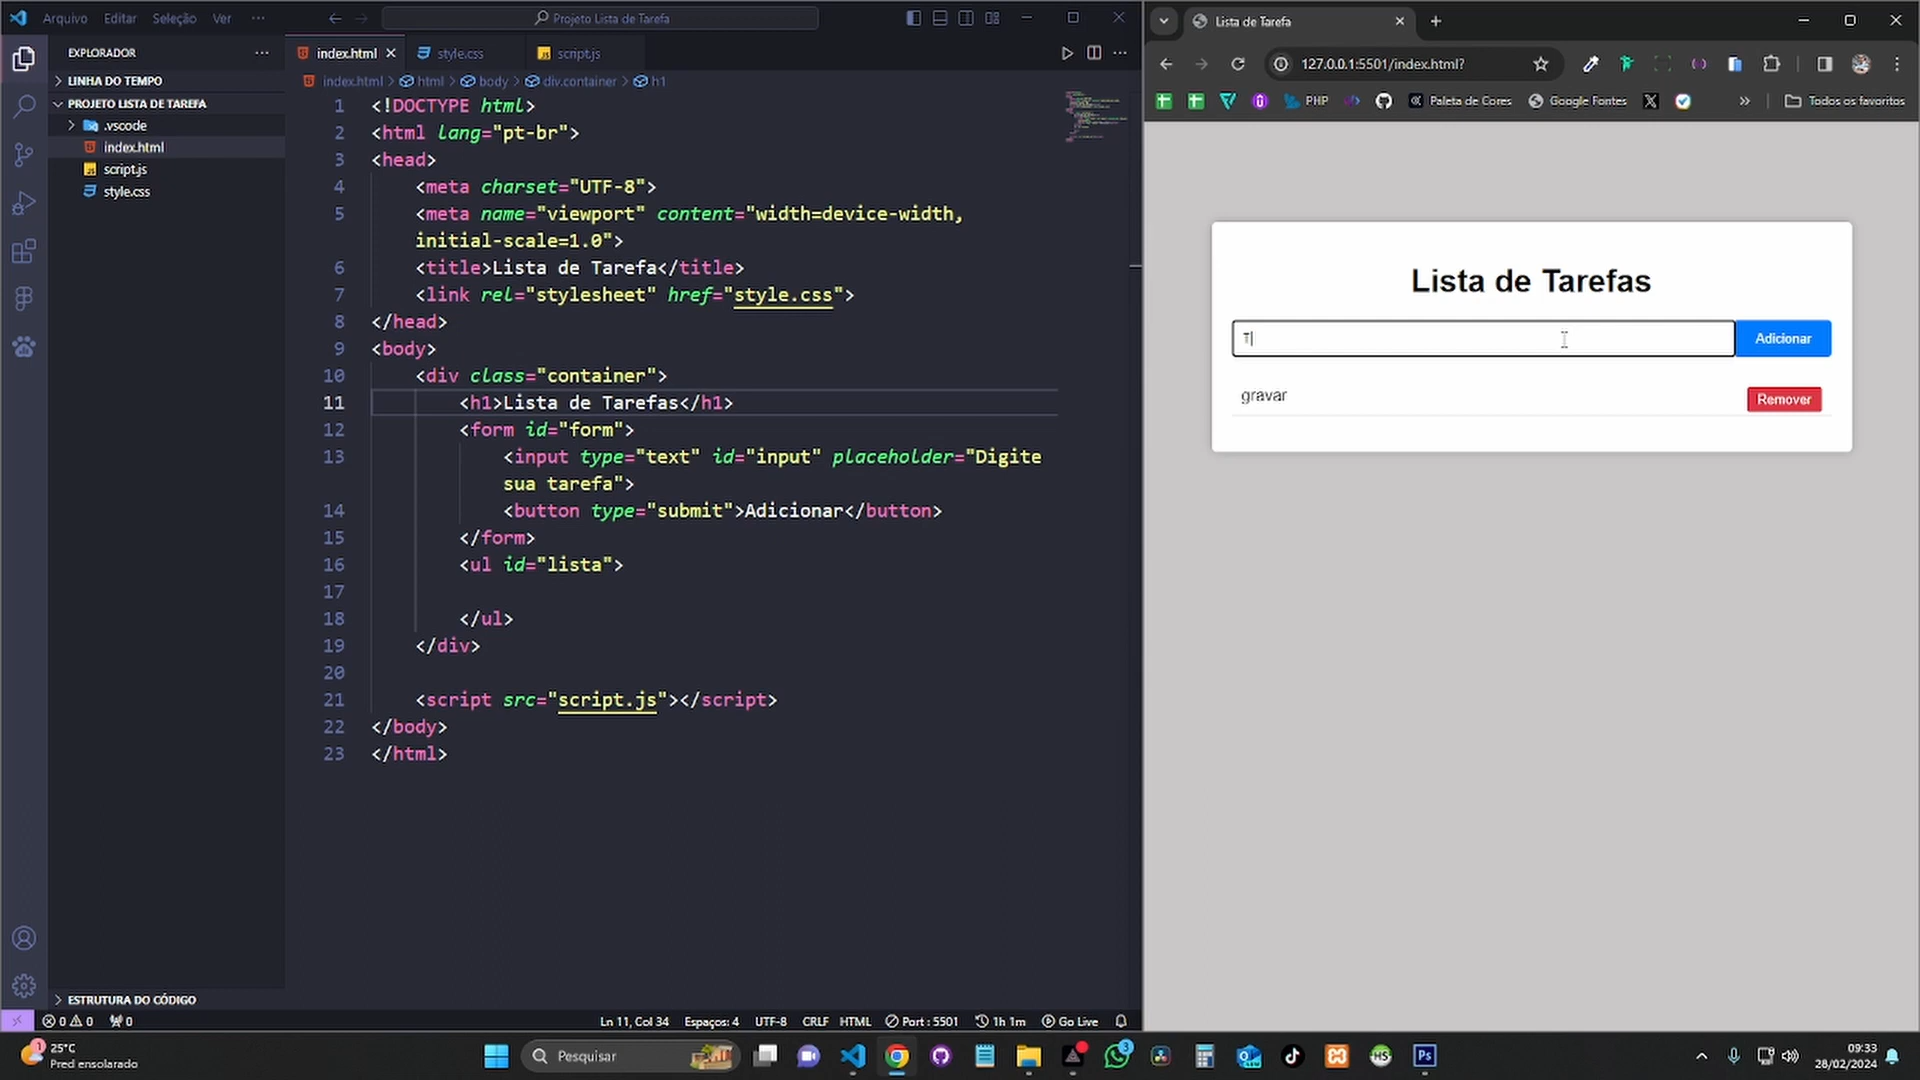 Arquivo Editar Seleção Ver ···
Projeto Lista de Tarefa
EXPLORADOR ···
LINHA DO TEMPO
PROJETO LISTA DE TAREFA
.vscode
index.html
script.js
style.css
ESTRUTURA DO CÓDIGO
index.html style.css script.js
index.html > html > body > div.container > h1
1 <!DOCTYPE html>
2 <html lang="pt-br">
3 <head>
4 <meta charset="UTF-8">
5 <meta name="viewport" content="width=device-width,
initial-scale=1.0">
6 <title>Lista de Tarefa</title>
7 <link rel="stylesheet" href="style.css">
8 </head>
9 <body>
10 <div class="container">
11 <h1>Lista de Tarefas</h1>
12 <form id="form">
13 <input type="text" id="input" placeholder="Digite
sua tarefa">
14 <button type="submit">Adicionar</button>
15 </form>
16 <ul id="lista">
17
18 </ul>
19 </div>
20
21 <script src="script.js"></script>
22 </body>
23 </html>
0 0 0 Ln 11, Col 34 Espaços: 4 UTF-8 CRLF HTML Port : 5501 1h 1m Go Live
Lista de Tarefa
127.0.0.1:5501/index.html?
PHP Paleta de Cores Google Fontes X » Todos os favoritos
Lista de Tarefas
T
Adicionar
gravar
Remover
1
25°C
Pred ensolarado
Pesquisar
3
Ps
09:33
28/02/2024